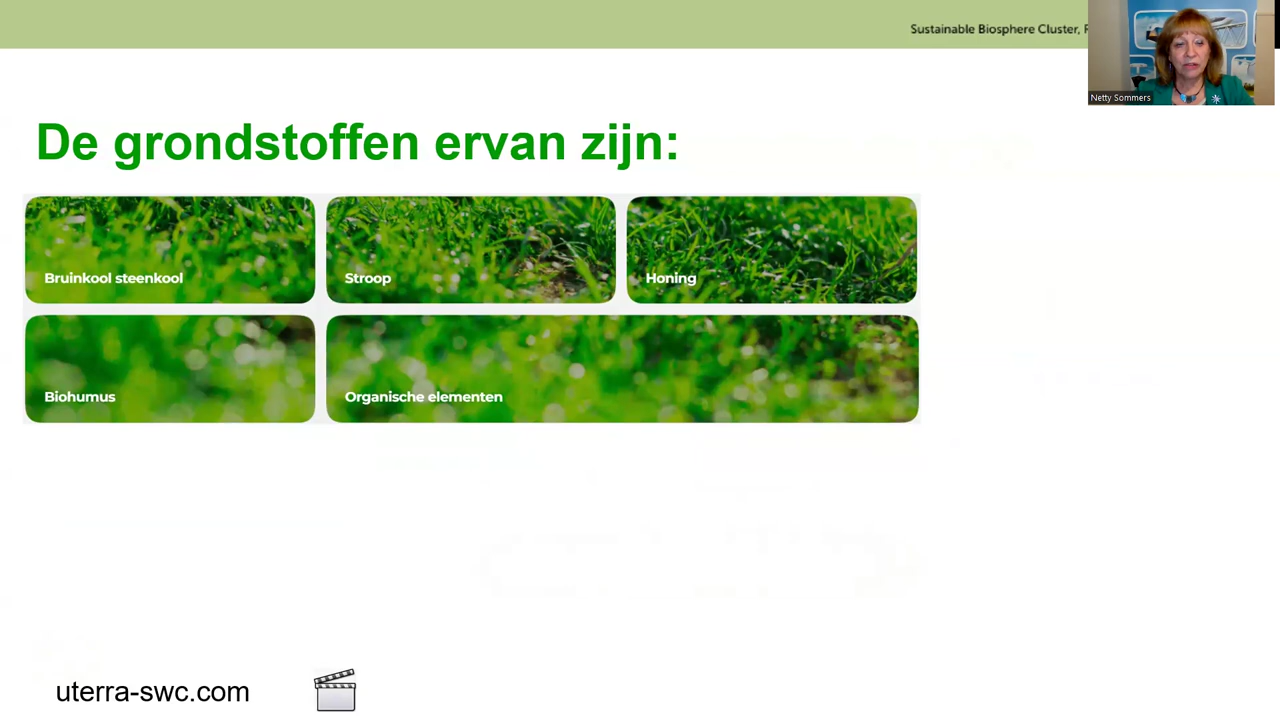 Sustainable Biosphere Cluster,
Netty Sommers
De grondstoffen ervan zijn:
Bruinkool steenkool
Stroop
Honing
Biohumus
Organische elementen
uterra-swc.com